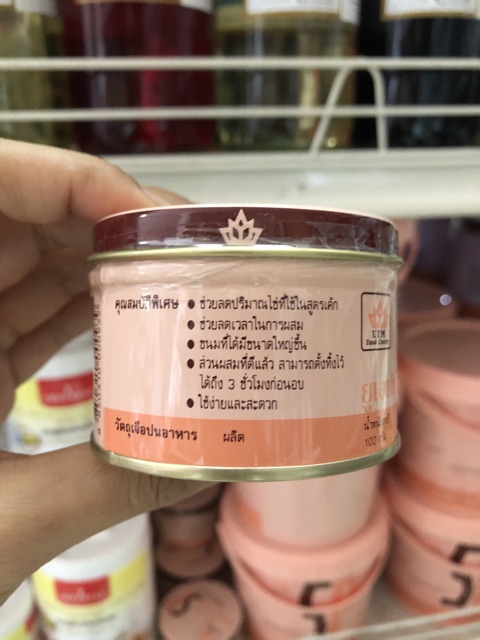 คุณสมบัติพิเศษ ● ช่วยลดปริมาณไข่ที่ใช้ในสูตรเค้ก
● ช่วยลดเวลาในการผสม
● ขนมที่ได้มีขนาดใหญ่ขึ้น
● ส่วนผสมที่ตีแล้ว สามารถตั้งทิ้งไว้
ได้ถึง 3 ชั่วโมงก่อนอบ
● ใช้ง่ายและสะดวก
วัตถุเจือปนอาหาร ผลิต
UFM
Food Centre
100